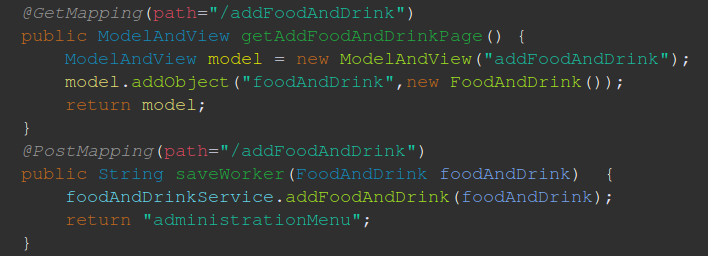 @GetMapping(path="/addFoodAndDrink")
public ModelAndView getAddFoodAndDrinkPage() {
    ModelAndView model = new ModelAndView("addFoodAndDrink");
    model.addObject("foodAndDrink",new FoodAndDrink());
    return model;
}
@PostMapping(path="/addFoodAndDrink")
public String saveWorker(FoodAndDrink foodAndDrink)  {
    foodAndDrinkService.addFoodAndDrink(foodAndDrink);
    return "administrationMenu";
}